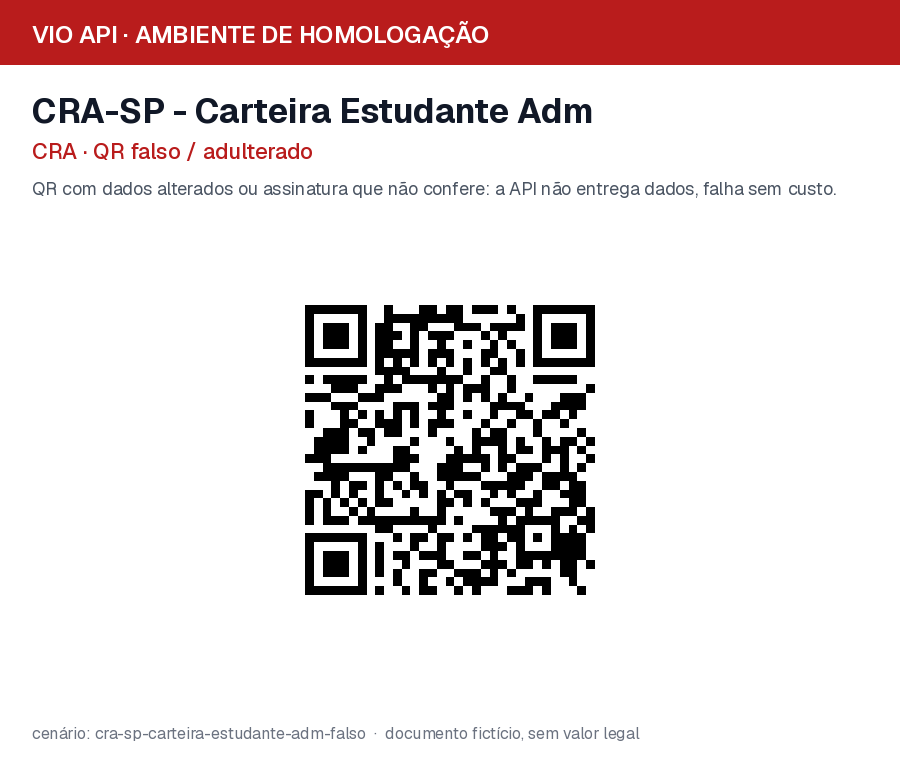 VIO API · AMBIENTE DE HOMOLOGAÇÃO
CRA-SP - Carteira Estudante Adm
CRA · QR falso / adulterado
QR com dados alterados ou assinatura que não confere: a API não entrega dados, falha sem custo.
cenário: cra-sp-carteira-estudante-adm-falso · documento fictício, sem valor legal